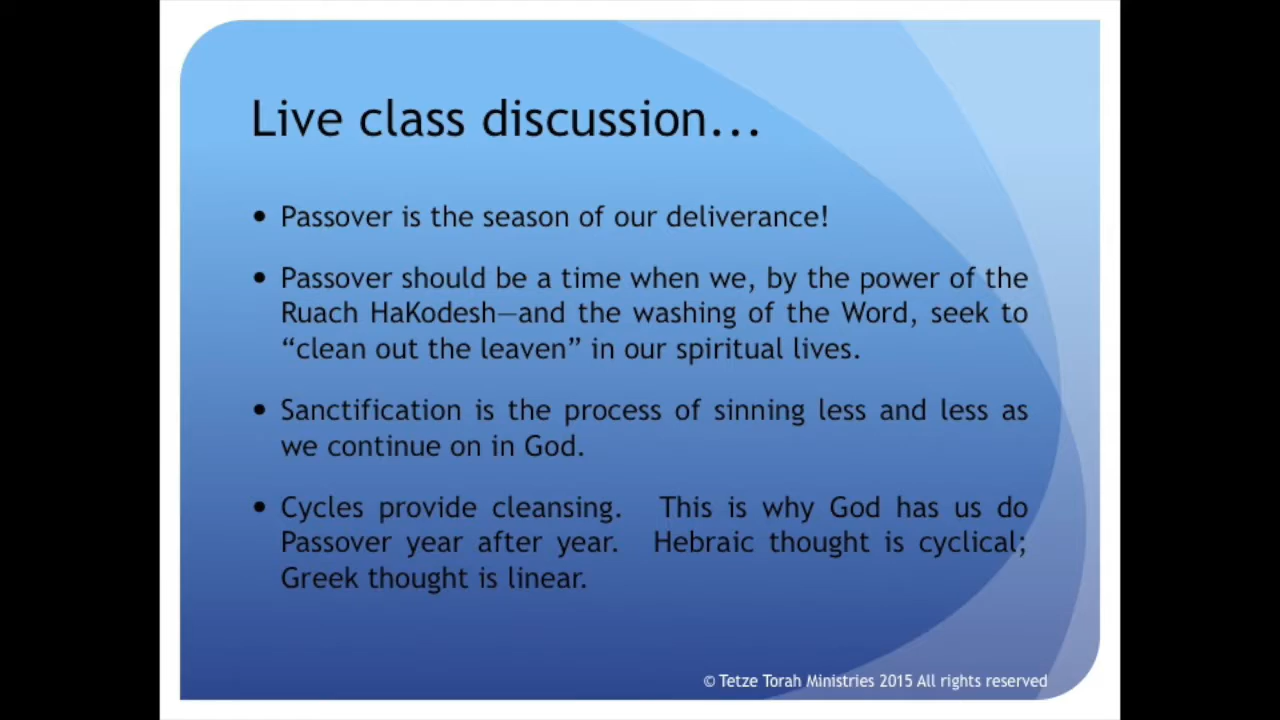 Live class discussion...
• Passover is the season of our deliverance!
• Passover should be a time when we, by the power of the
Ruach HaKodesh—and the washing of the Word, seek to
“clean out the leaven” in our spiritual lives.
• Sanctification is the process of sinning less and less as
we continue on in God.
• Cycles provide cleansing.  This is why God has us do
Passover year after year.  Hebraic thought is cyclical;
Greek thought is linear.
© Tetze Torah Ministries 2015 All rights reserved